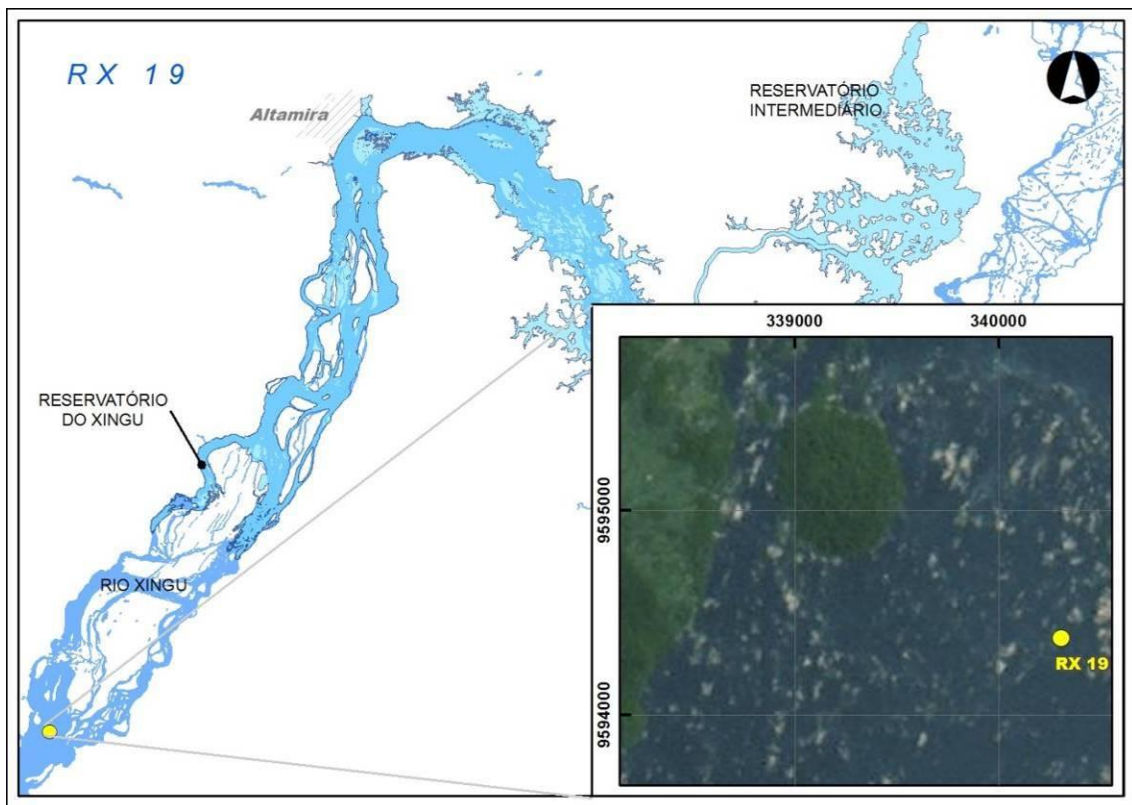 RX 19
Altamira
RESERVATÓRIO
INTERMEDIÁRIO
RESERVATÓRIO
DO XINGU
RIO XINGU
339000
340000
9595000
9594000
RX 19